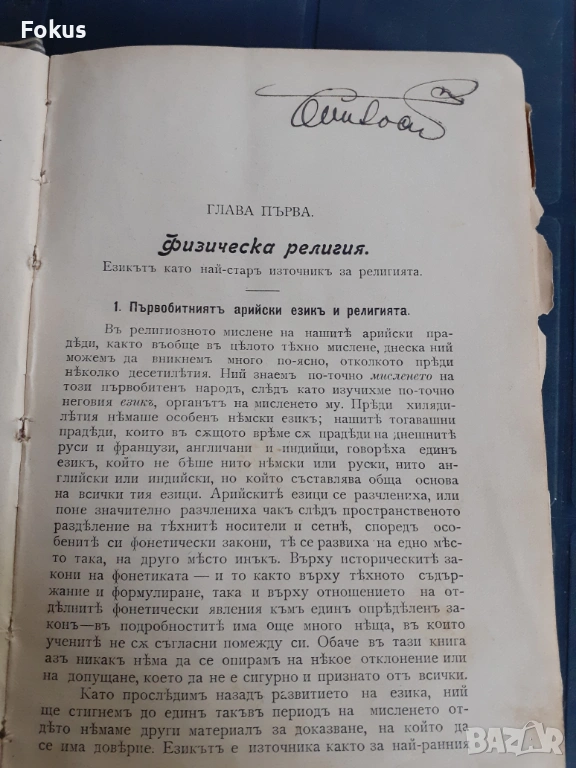 Fokus
ГЛАВА ПЪРВА.
Физическа религия.
Езикътъ като най-старъ източникъ за религията.
1. Първобитниятъ арийски езикъ и религията.
Въ религиозното мислене на нашитѣ арийски пра-
дѣди, както въобще въ цѣлото тѣхно мислене, днеска ний
можемъ да вникнемъ много по-ясно, отколкото прѣди
нѣколко десетилѣтия. Ний знаемъ по-точно мисленето на
този първобитенъ народъ, слѣдъ като изучихме по-точно
неговия езикъ, органътъ на мисленето му. Прѣди хиляди-
лѣтия нѣмаше особенъ нѣмски езикъ; нашитѣ тогавашни
прадѣди, които въ сѫщото врѣме сѫ прадѣди на днешнитѣ
руси и французи, англичани и индийци, говорѣха единъ
езикъ, който не бѣше нито нѣмски или руски, нито ан-
глийски или индийски, но който съставлява обща основа
на всички тия езици. Арийскитѣ езици се разчлениха, или
поне значително разчлениха чакъ слѣдъ пространственото
раздѣление на тѣхнитѣ носители и сетнѣ, споредъ осо-
бенитѣ си фонетически закони, тѣ се развиха на едно мѣс-
то така, на друго мѣсто инъкъ. Върху историческитѣ за-
кони на фонетиката — и то както върху тѣхното съдър-
жание и формулиране, така и върху отношението на от-
дѣлнитѣ фонетически явления къмъ единъ опрѣдѣленъ за-
конъ—въ подробноститѣ има още много нѣща, въ които
ученитѣ не сѫ съгласни помежду си. Обаче въ тази книга
азъ никакъ нѣма да се опирамъ на нѣкое отклонение или
на допущане, което да не е сигурно и признато отъ всички.
Като прослѣдимъ назадъ развитието на езика, ний
ще стигнемъ до единъ такъвъ периодъ на мисленето от-
дѣто нѣмаме други материалъ за доказване, на който да
се има довѣрие. Езикътъ е източника както за най-ранния
BAZAR